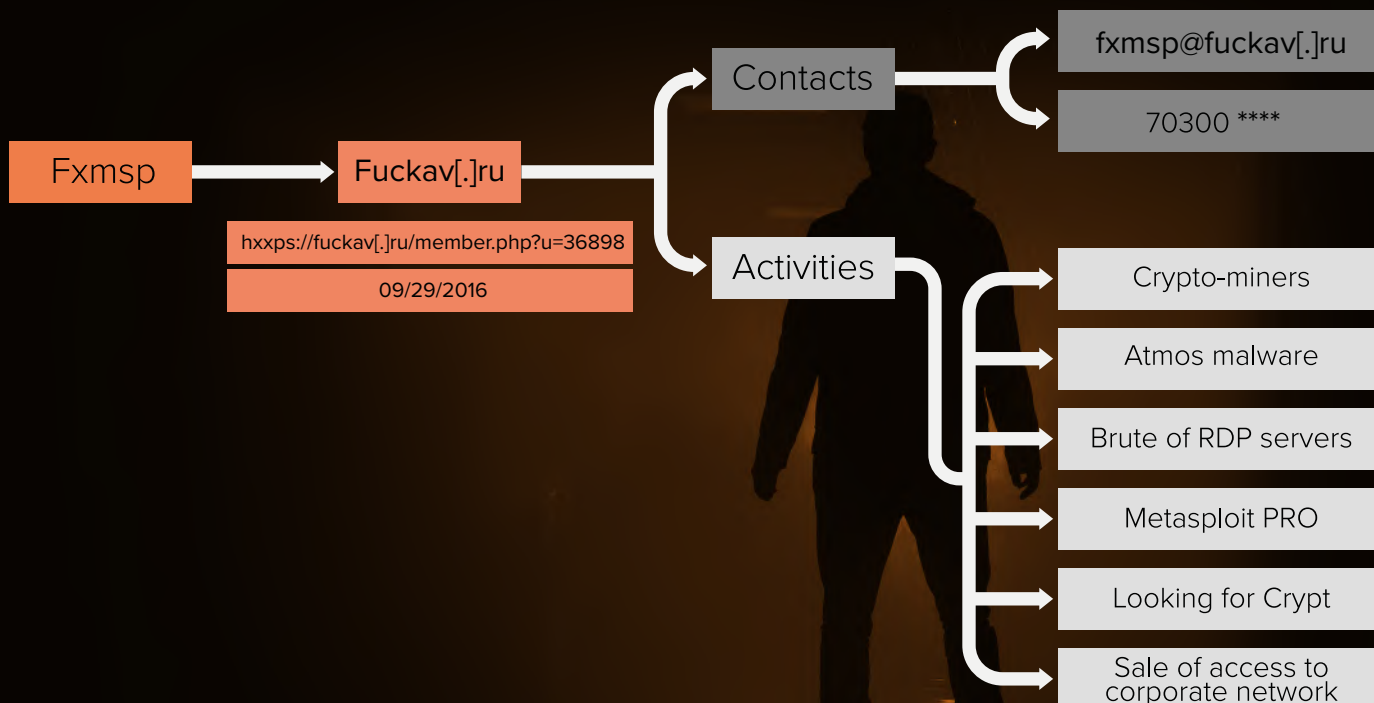 Fxmsp
Fuckav[.]ru
hxxps://fuckav[.]ru/member.php?u=36898
09/29/2016
Contacts
fxmsp@fuckav[.]ru
70300 ****
Activities
Crypto-miners
Atmos malware
Brute of RDP servers
Metasploit PRO
Looking for Crypt
Sale of access to
corporate network